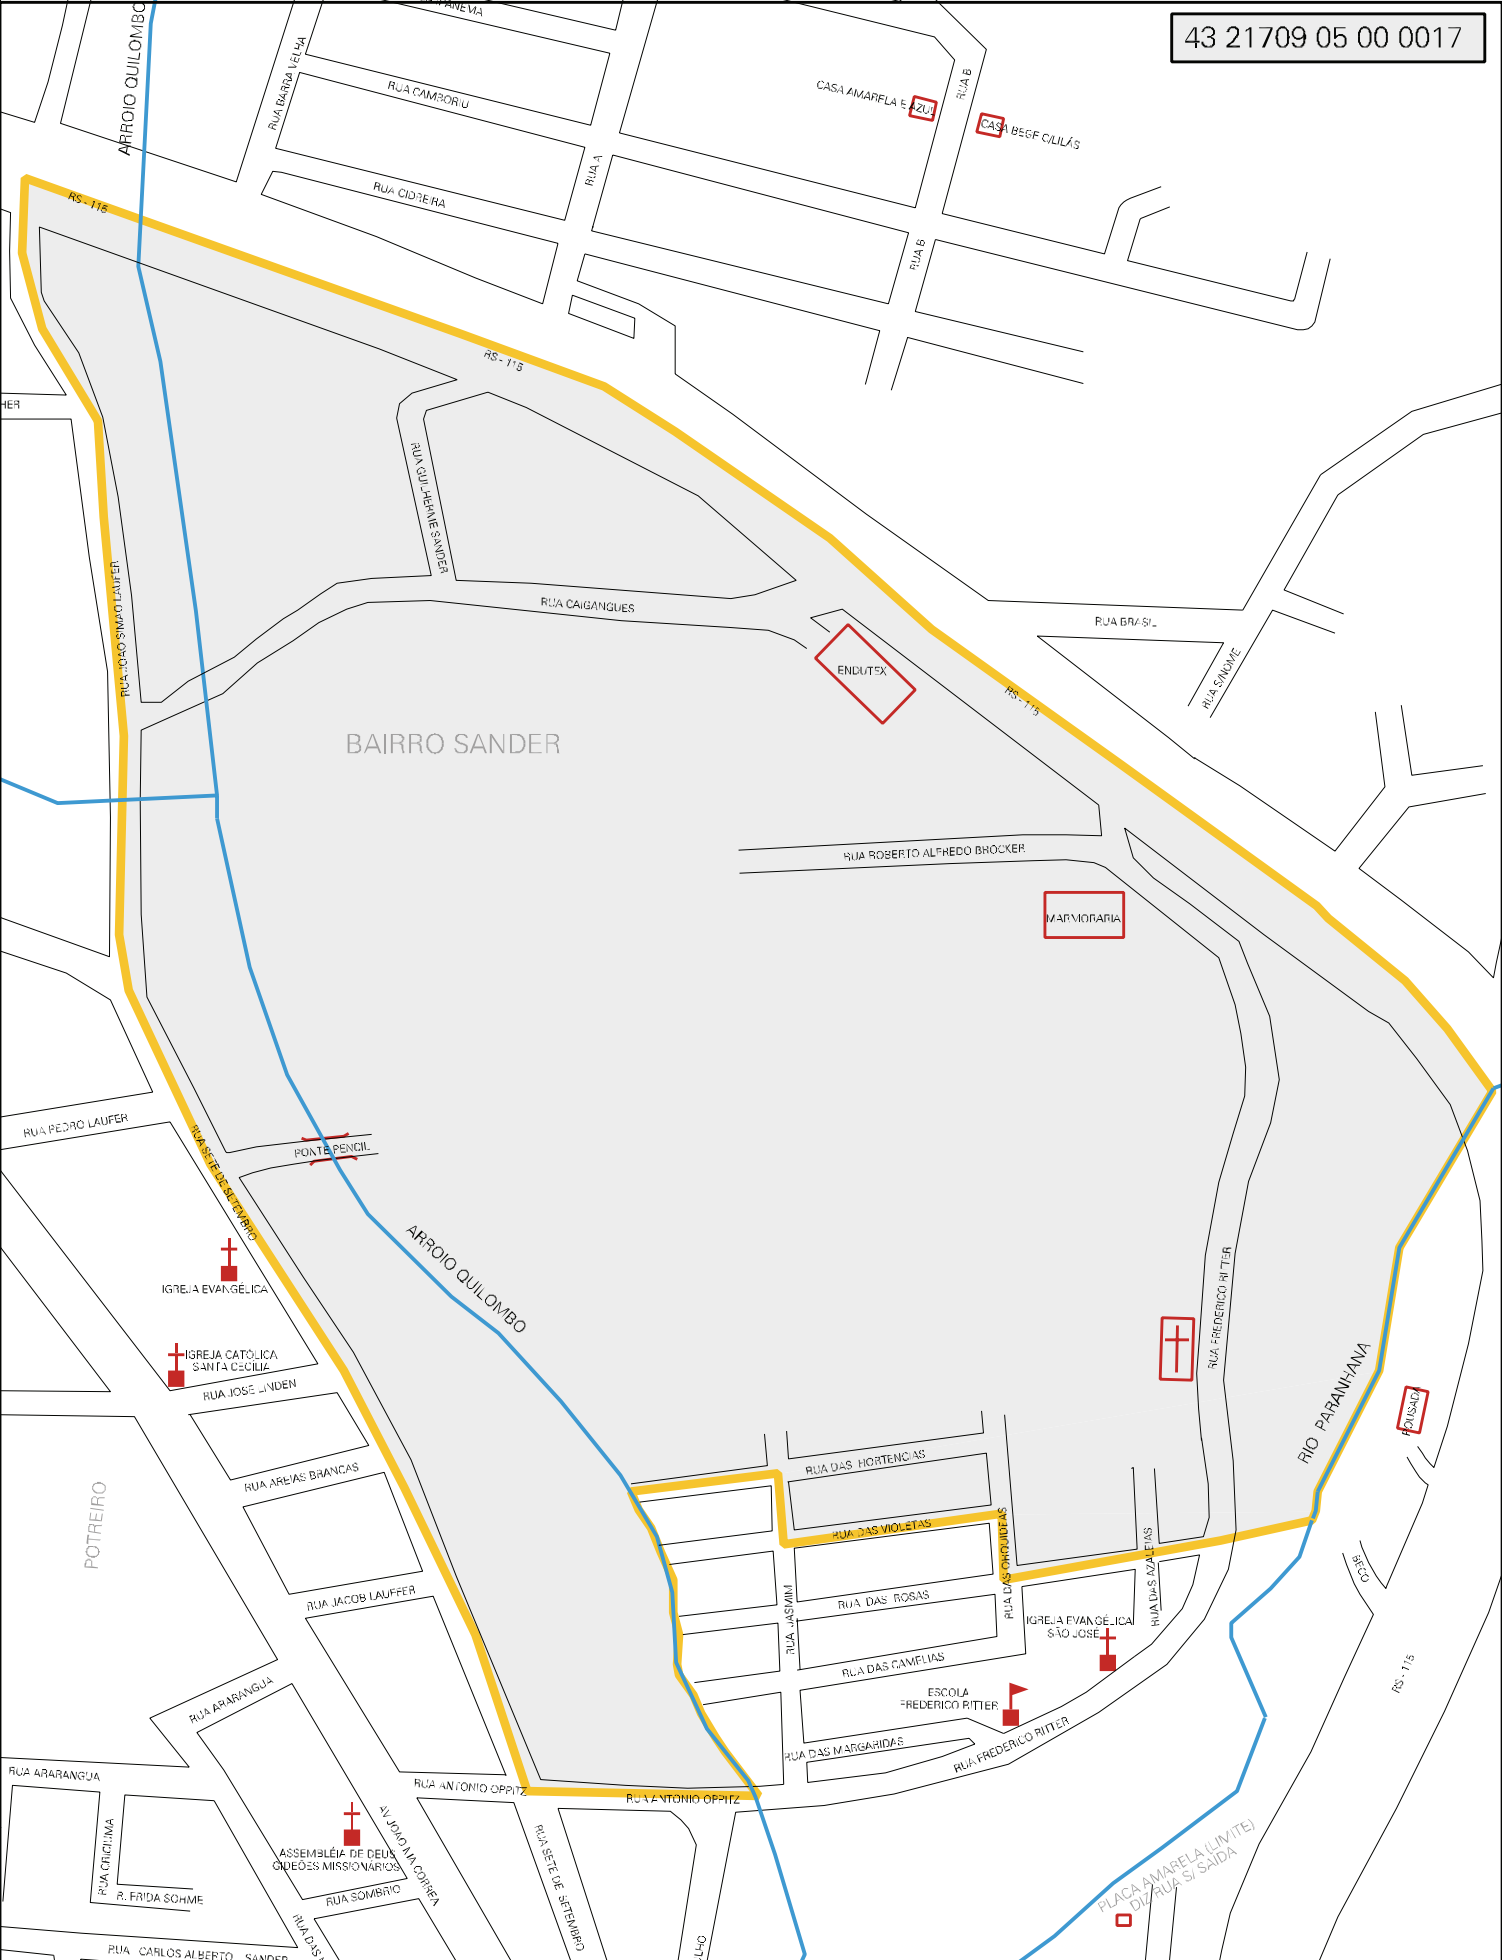 43 21709 05 00 0017
ARROIO QUILOMBO
RUA BARRA VELHA
RUA CAMBORIU
RUA CIDREIRA
RUA A
RUA B
CASA AMARELA E AZUL
CASA BEGE C/LILÁS
RUA B
RS - 115
RS - 115
HER
RUA GUILHERME SANDER
RUA CAIGANGUES
RUA JOAO SIMAO LAUFER
ENDUTEX
RUA BRASIL
RUA S/NOME
RS - 115
BAIRRO SANDER
RUA ROBERTO ALFREDO BROCKER
MARMORARIA
RUA PEDRO LAUFER
RUA SETE DE SETEMBRO
PONTE PENCIL
ARROIO QUILOMBO
IGREJA EVANGÉLICA
IGREJA CATÓLICA
SANTA CECÍLIA
RUA JOSE LINDEN
RUA FREDERICO RITTER
RIO PARANHANA
POUSADA
RUA AREIAS BRANCAS
POTREIRO
RUA DAS HORTENCIAS
RUA DAS VIOLETAS
RUA DAS ORQUIDEAS
RUA DAS AZALEIAS
RUA JASMIM
RUA DAS ROSAS
BECO
RUA JACOB LAUFFER
IGREJA EVANGÉLICA
SÃO JOSÉ
RUA DAS CAMELIAS
ESCOLA
FREDERICO RITTER
RS - 115
RUA ARARANGUA
RUA DAS MARGARIDAS
RUA FREDERICO RITTER
RUA ARARANGUA
RUA ANTONIO OPPITZ
RUA ANTONIO OPPITZ
AV JOAO MA CORREA
RUA CRICIUMA
ASSEMBLÉIA DE DEUS
GIDEÕES MISSIONÁRIOS
RUA SETE DE SETEMBRO
PLACA AMARELA (LIMITE)
DIZ RUA S/ SAIDA
R. FRIDA SOHME
RUA SOMBRIO
RUA DAS
LHO
RUA CARLOS ALBERTO SANDER